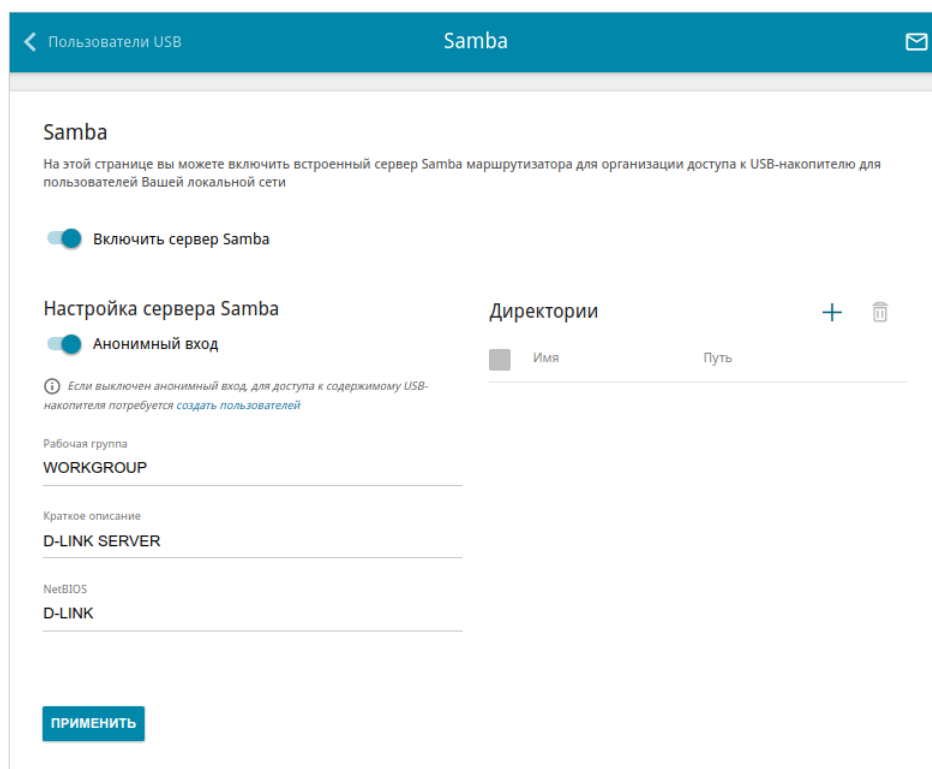 Пользователи USB
Samba
Samba
На этой странице вы можете включить встроенный сервер Samba маршрутизатора для организации доступа к USB-накопителю для
пользователей Вашей локальной сети
Включить сервер Samba
Настройка сервера Samba
Анонимный вход
Если выключен анонимный вход, для доступа к содержимому USB-
накопителя потребуется создать пользователей
Рабочая группа
WORKGROUP
Краткое описание
D-LINK SERVER
NetBIOS
D-LINK
ПРИМЕНИТЬ
Директории
Имя Путь